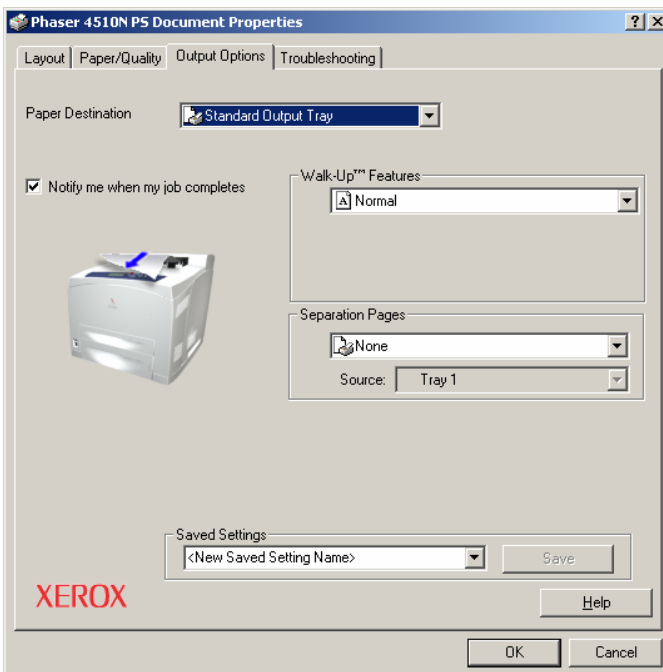 Phaser 4510N PS Document Properties
Layout
Paper/Quality
Output Options
Troubleshooting
Paper Destination
Standard Output Tray
Notify me when my job completes
Walk-Up™ Features
Normal
Separation Pages
None
Source: Tray 1
Saved Settings
<New Saved Setting Name>
Save
XEROX
Help
OK
Cancel